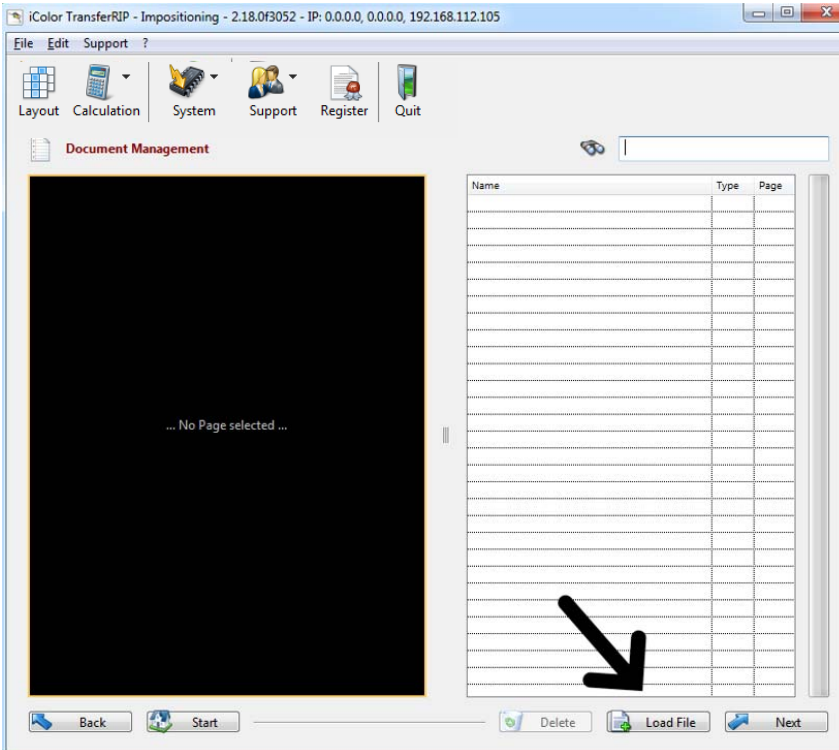 iColor TransferRIP - Impositioning - 2.18.0f3052 - IP: 0.0.0.0, 0.0.0.0, 192.168.112.105
File Edit Support ?
Layout Calculation System Support Register Quit
Document Management
Name Type Page
... No Page selected ...
Back Start Delete Load File Next